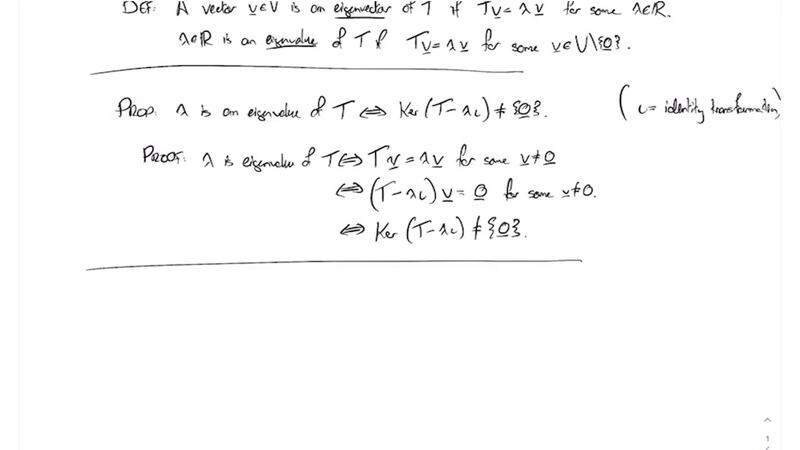 DEF: A vector v∈V is an eigenvector of T if Tv = λv for some λ∈ℝ.
λ∈ℝ is an eigenvalue of T if Tv = λv for some v∈V\{0}.
PROP: λ is an eigenvalue of T ⇔ Ker(T-λι) ≠ {0}. (ι = identity transformation)
PROOF: λ is eigenvalue of T ⇔ Tv = λv for some v≠0
⇔ (T-λι)v = 0 for some v≠0.
⇔ Ker(T-λι) ≠ {0}.
1